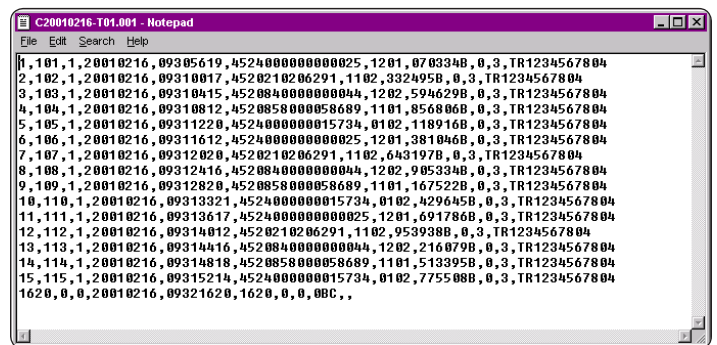 C20010216-T01.001 - Notepad
File Edit Search Help
1,101,1,20010216,09305619,4524000000000025,1201,070334B,0,3,TR1234567804
2,102,1,20010216,09310017,4520210206291,1102,332495B,0,3,TR1234567804
3,103,1,20010216,09310415,4520840000000044,1202,594629B,0,3,TR1234567804
4,104,1,20010216,09310812,4520858000058689,1101,856806B,0,3,TR1234567804
5,105,1,20010216,09311220,4524000000015734,0102,118916B,0,3,TR1234567804
6,106,1,20010216,09311612,4524000000000025,1201,381046B,0,3,TR1234567804
7,107,1,20010216,09312020,4520210206291,1102,643197B,0,3,TR1234567804
8,108,1,20010216,09312416,4520840000000044,1202,905334B,0,3,TR1234567804
9,109,1,20010216,09312820,4520858000058689,1101,167522B,0,3,TR1234567804
10,110,1,20010216,09313321,4524000000015734,0102,429645B,0,3,TR1234567804
11,111,1,20010216,09313617,4524000000000025,1201,691786B,0,3,TR1234567804
12,112,1,20010216,09314012,4520210206291,1102,953938B,0,3,TR1234567804
13,113,1,20010216,09314416,4520840000000044,1202,216079B,0,3,TR1234567804
14,114,1,20010216,09314818,4520858000058689,1101,513395B,0,3,TR1234567804
15,115,1,20010216,09315214,4524000000015734,0102,775508B,0,3,TR1234567804
1620,0,0,20010216,09321620,1620,0,0,0BC,,